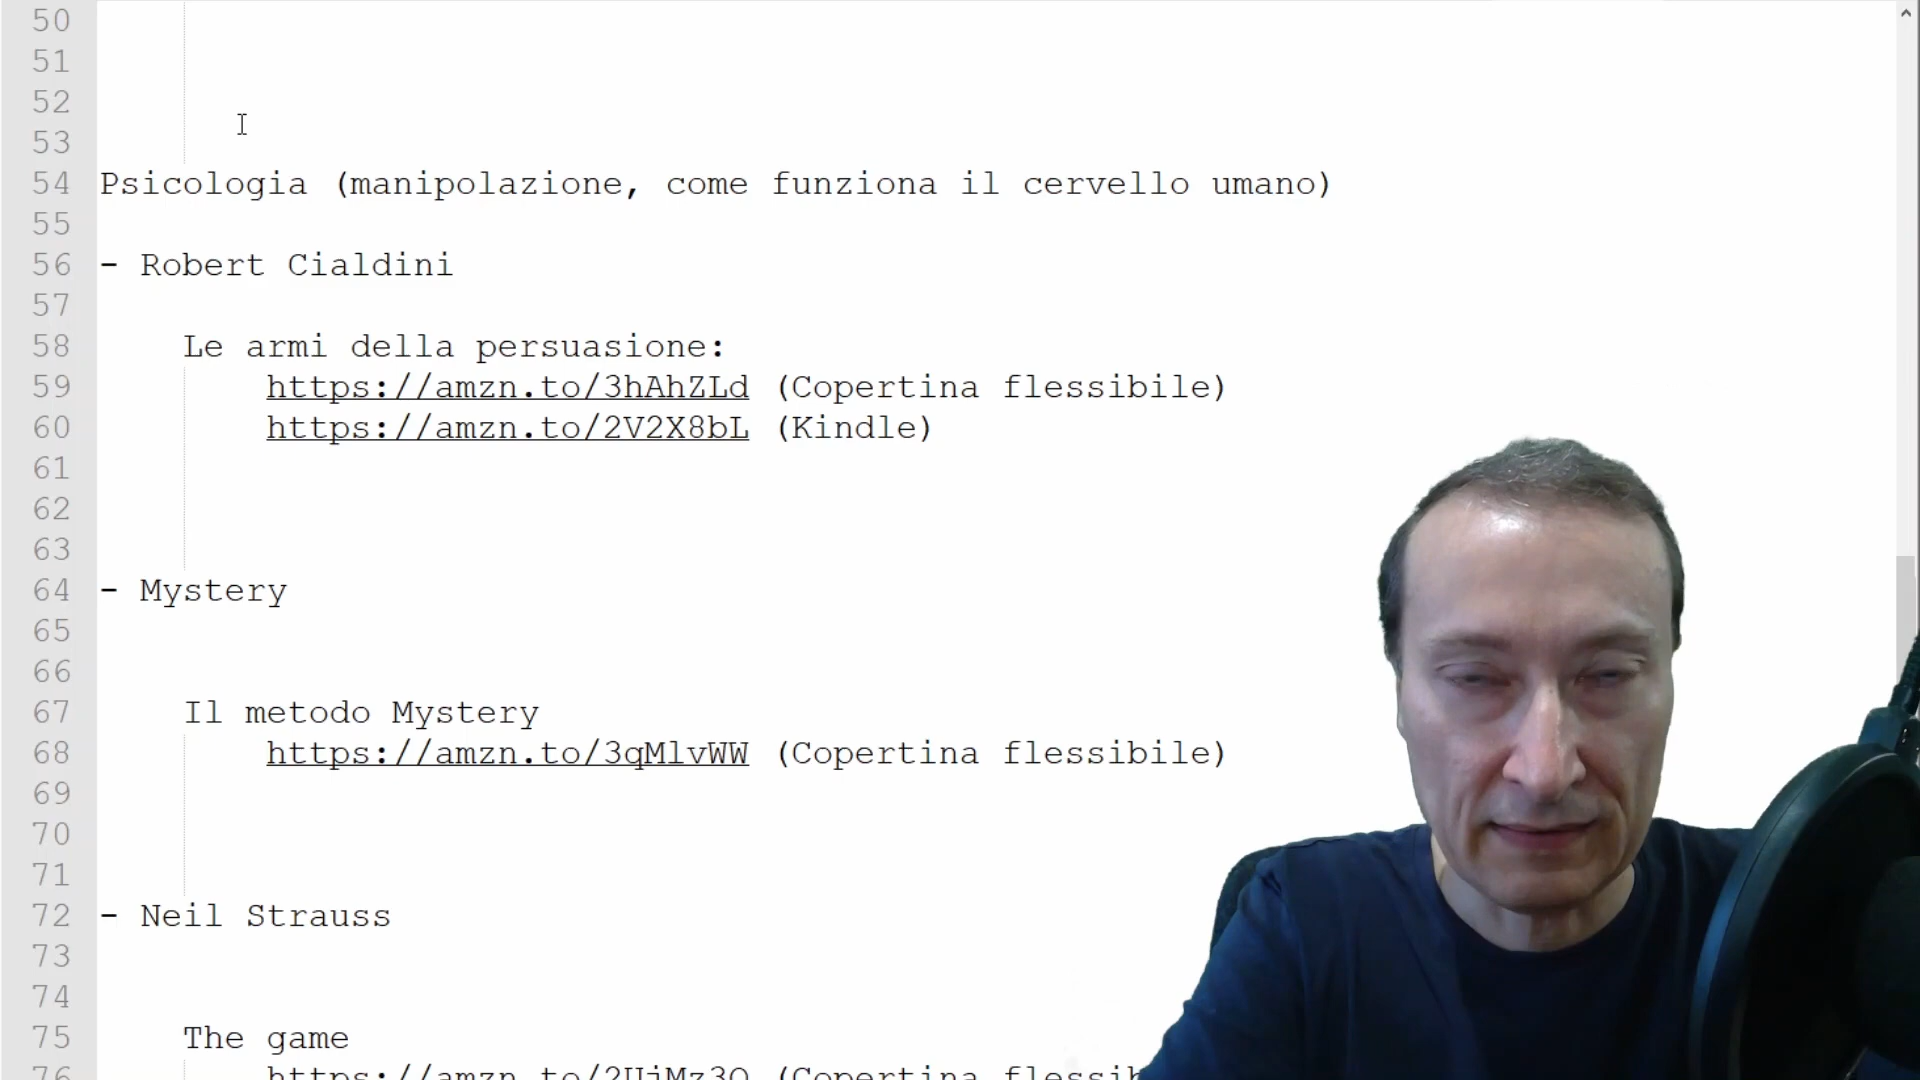 50
51
52
53
54 Psicologia (manipolazione, come funziona il cervello umano)
55
56 - Robert Cialdini
57
58 Le armi della persuasione:
59 https://amzn.to/3hAhZLd (Copertina flessibile)
60 https://amzn.to/2V2X8bL (Kindle)
61
62
63
64 - Mystery
65
66
67 Il metodo Mystery
68 https://amzn.to/3qMlvWW (Copertina flessibile)
69
70
71
72 - Neil Strauss
73
74
75 The game
76 (Copertina